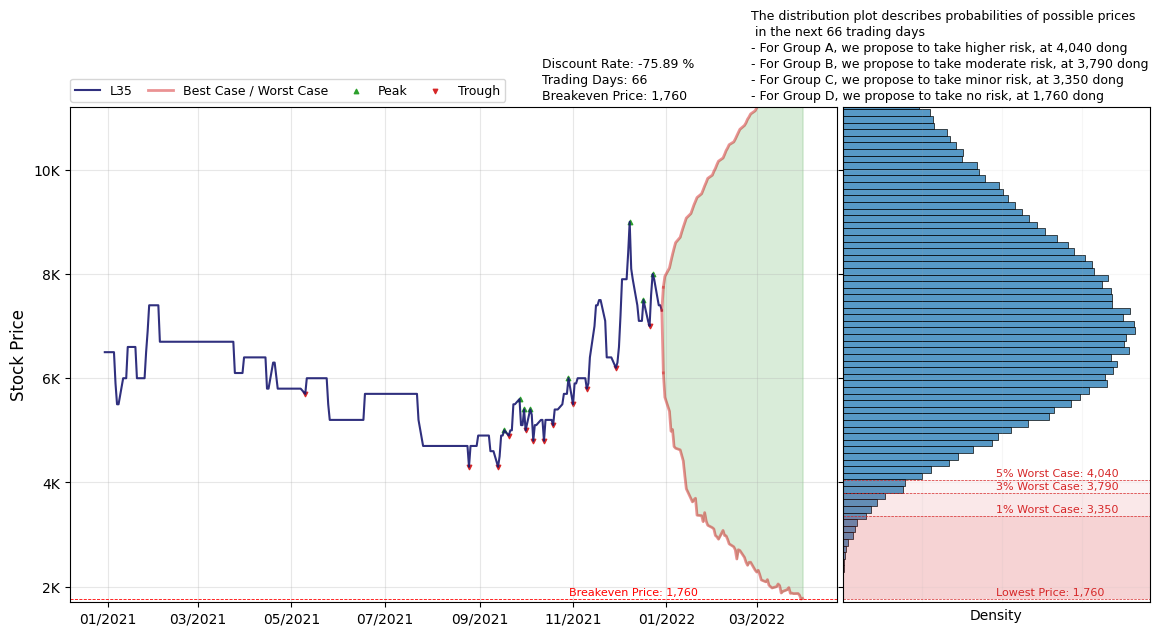 The distribution plot describes probabilities of possible prices
in the next 66 trading days
- For Group A, we propose to take higher risk, at 4,040 dong
- For Group B, we propose to take moderate risk, at 3,790 dong
- For Group C, we propose to take minor risk, at 3,350 dong
- For Group D, we propose to take no risk, at 1,760 dong
Discount Rate: -75.89 %
Trading Days: 66
Breakeven Price: 1,760
L35
Best Case / Worst Case
Peak
Trough
Stock Price
10K
8K
6K
4K
2K
Breakeven Price: 1,760
01/2021
03/2021
05/2021
07/2021
09/2021
11/2021
01/2022
03/2022
5% Worst Case: 4,040
3% Worst Case: 3,790
1% Worst Case: 3,350
Lowest Price: 1,760
Density